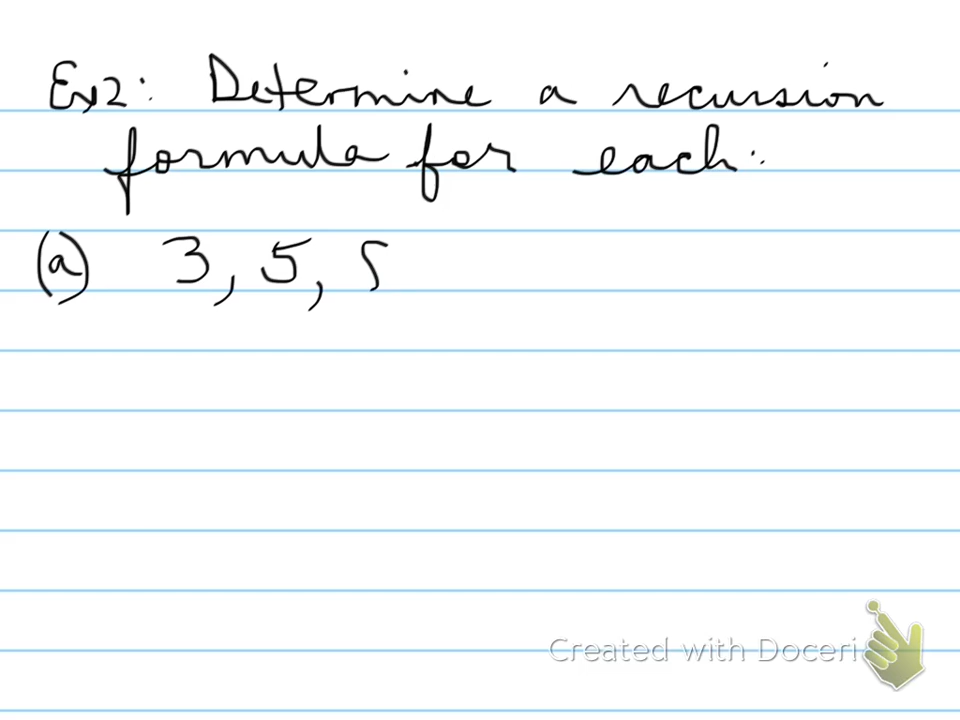 Ex2: Determine a recursion
formula for each:
(a) 3, 5,
Created with Doceri